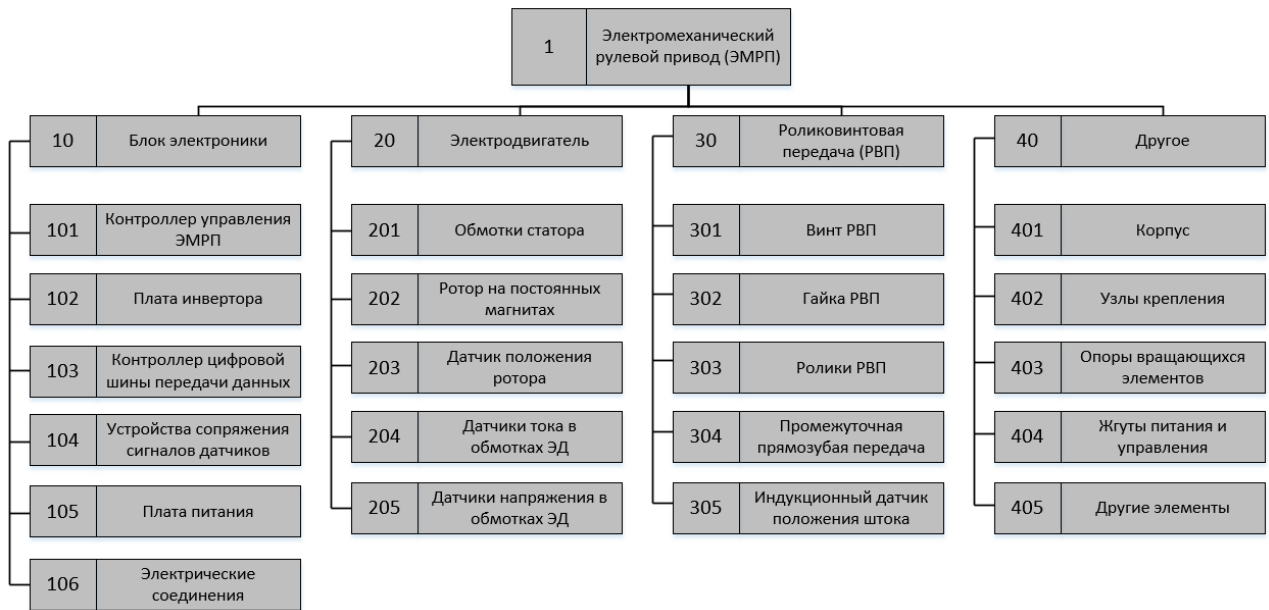 1
Электромеханический
рулевой привод (ЭМРП)
10
Блок электроники
20
Электродвигатель
30
Роликовинтовая
передача (РВП)
40
Другое
101
Контроллер управления
ЭМРП
201
Обмотки статора
301
Винт РВП
401
Корпус
102
Плата инвертора
202
Ротор на постоянных
магнитах
302
Гайка РВП
402
Узлы крепления
103
Контроллер цифровой
шины передачи данных
203
Датчик положения
ротора
303
Ролики РВП
403
Опоры вращающихся
элементов
104
Устройства сопряжения
сигналов датчиков
204
Датчики тока в
обмотках ЭД
304
Промежуточная
прямозубая передача
404
Жгуты питания и
управления
105
Плата питания
205
Датчики напряжения в
обмотках ЭД
305
Индукционный датчик
положения штока
405
Другие элементы
106
Электрические
соединения